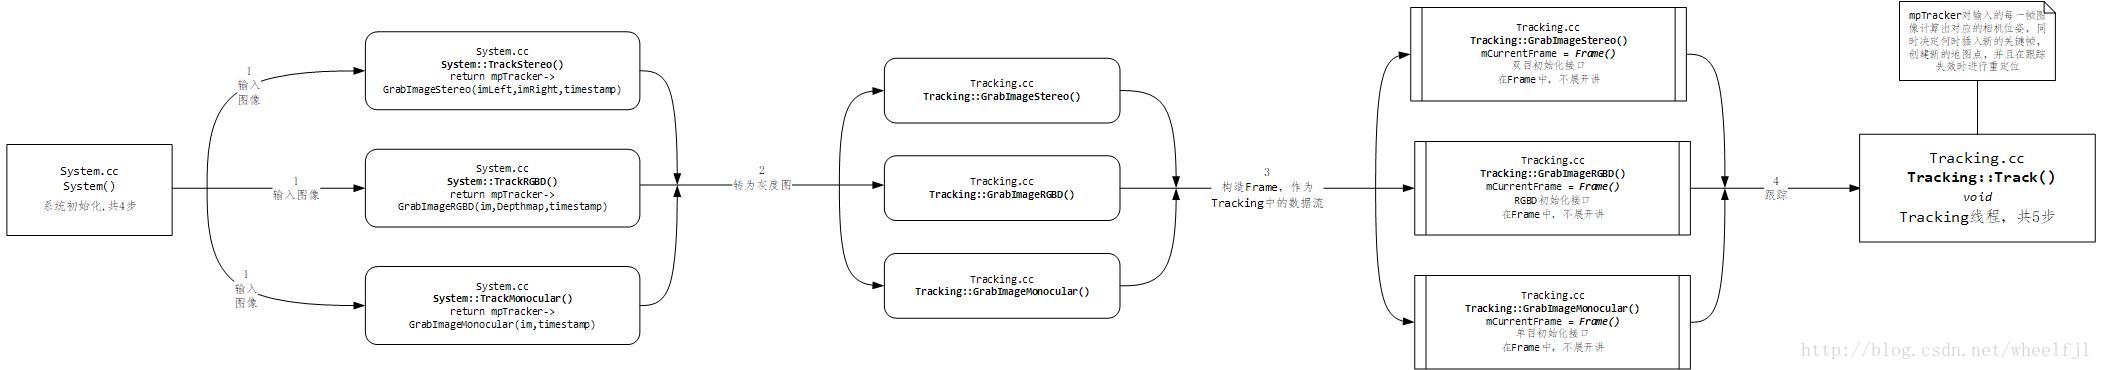 System.cc
System()
系统初始化,共4步
1
输入
图像
1
输入图像
1
输入
图像
System.cc
System::TrackStereo()
return mpTracker->
GrabImageStereo(imLeft,imRight,timestamp)
System.cc
System::TrackRGBD()
return mpTracker->
GrabImageRGBD(im,Depthmap,timestamp)
System.cc
System::TrackMonocular()
return mpTracker->
GrabImageMonocular(im,timestamp)
2
转为灰度图
Tracking.cc
Tracking::GrabImageStereo()
Tracking.cc
Tracking::GrabImageRGBD()
Tracking.cc
Tracking::GrabImageMonocular()
3
构造Frame，作为
Tracking中的数据流
Tracking.cc
Tracking::GrabImageStereo()
mCurrentFrame = Frame()
双目初始化接口
在Frame中，不展开讲
Tracking.cc
Tracking::GrabImageRGBD()
mCurrentFrame = Frame()
RGBD初始化接口
在Frame中，不展开讲
Tracking.cc
Tracking::GrabImageMonocular()
mCurrentFrame = Frame()
单目初始化接口
在Frame中，不展开讲
4
跟踪
mpTracker对输入的每一帧图
像计算出对应的相机位姿，同
时决定何时插入新的关键帧，
创建新的地图点，并且在跟踪
失效时进行重定位
Tracking.cc
Tracking::Track()
void
Tracking线程，共5步
http://blog.csdn.net/wheelfjl